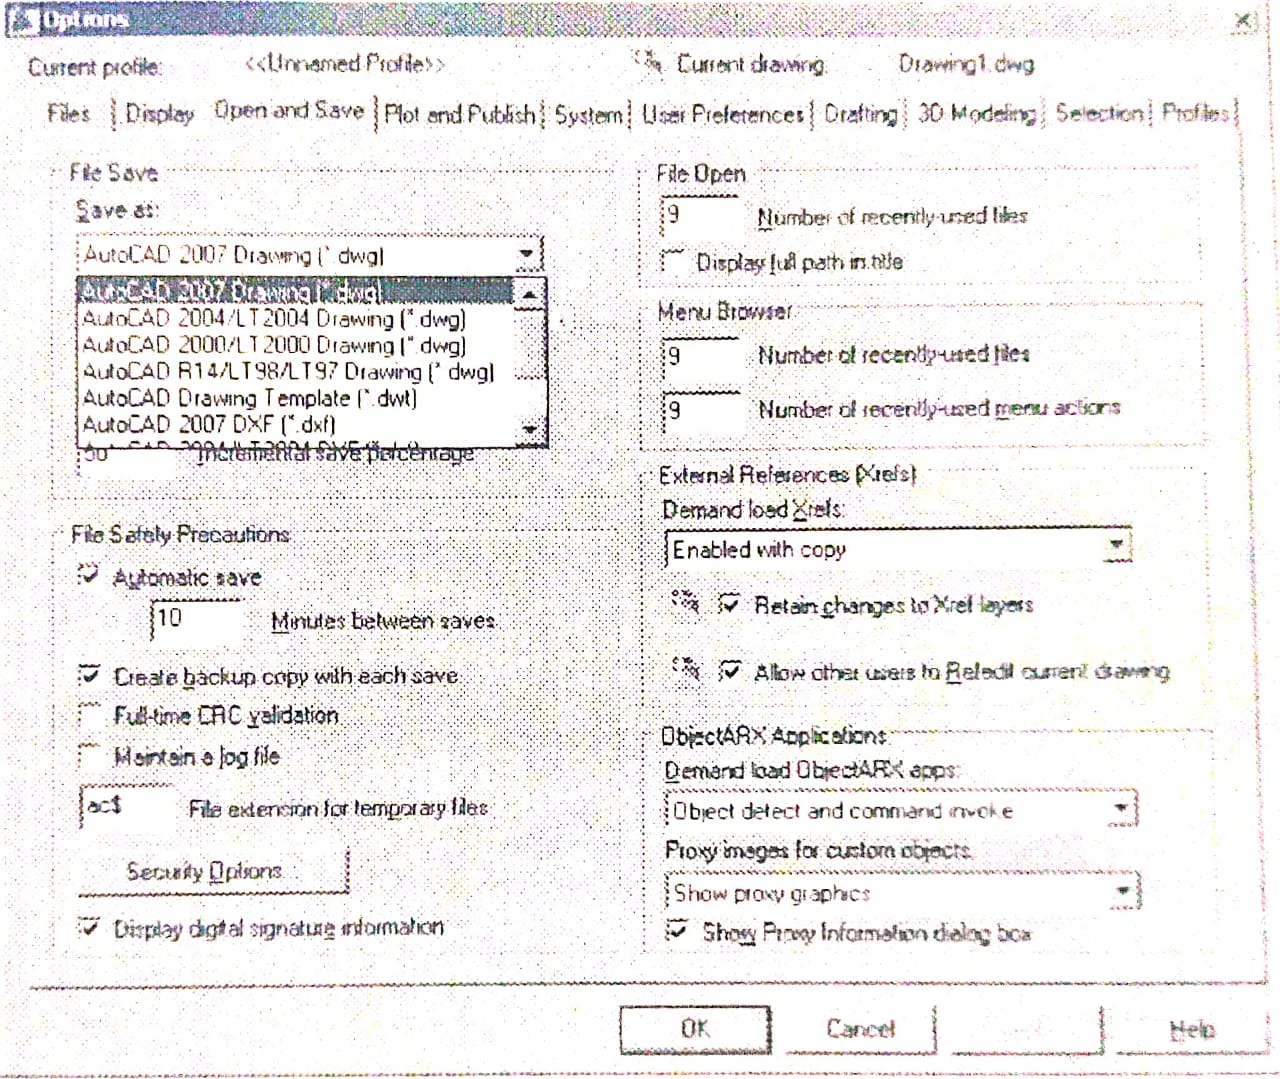 Options
Current profile: <<Unnamed Profile>> Current drawing: Drawing1.dwg
Files Display Open and Save Plot and Publish System User Preferences Drafting 3D Modeling Selection Profiles
File Save
Save as:
AutoCAD 2007 Drawing (*.dwg)
AutoCAD 2007 Drawing (*.dwg)
AutoCAD 2004/LT2004 Drawing (*.dwg)
AutoCAD 2000/LT2000 Drawing (*.dwg)
AutoCAD R14/LT98/LT97 Drawing (*.dwg)
AutoCAD Drawing Template (*.dwt)
AutoCAD 2007 DXF (*.dxf)
AutoCAD 2004/LT2004 DXF (*.dxf)
50 Incremental save percentage
File Safety Precautions
Automatic save
10 Minutes between saves
Create backup copy with each save
Full-time CRC validation
Maintain a log file
ac$ File extension for temporary files
Security Options...
Display digital signature information
File Open
9 Number of recently-used files
Display full path in title
Menu Browser
9 Number of recently-used files
9 Number of recently-used menu actions
External References (Xrefs)
Demand load Xrefs:
Enabled with copy
Retain changes to Xref layers
Allow other users to Refedit current drawing
ObjectARX Applications
Demand load ObjectARX apps:
Object detect and command invoke
Proxy images for custom objects:
Show proxy graphics
Show Proxy Information dialog box
OK Cancel Help